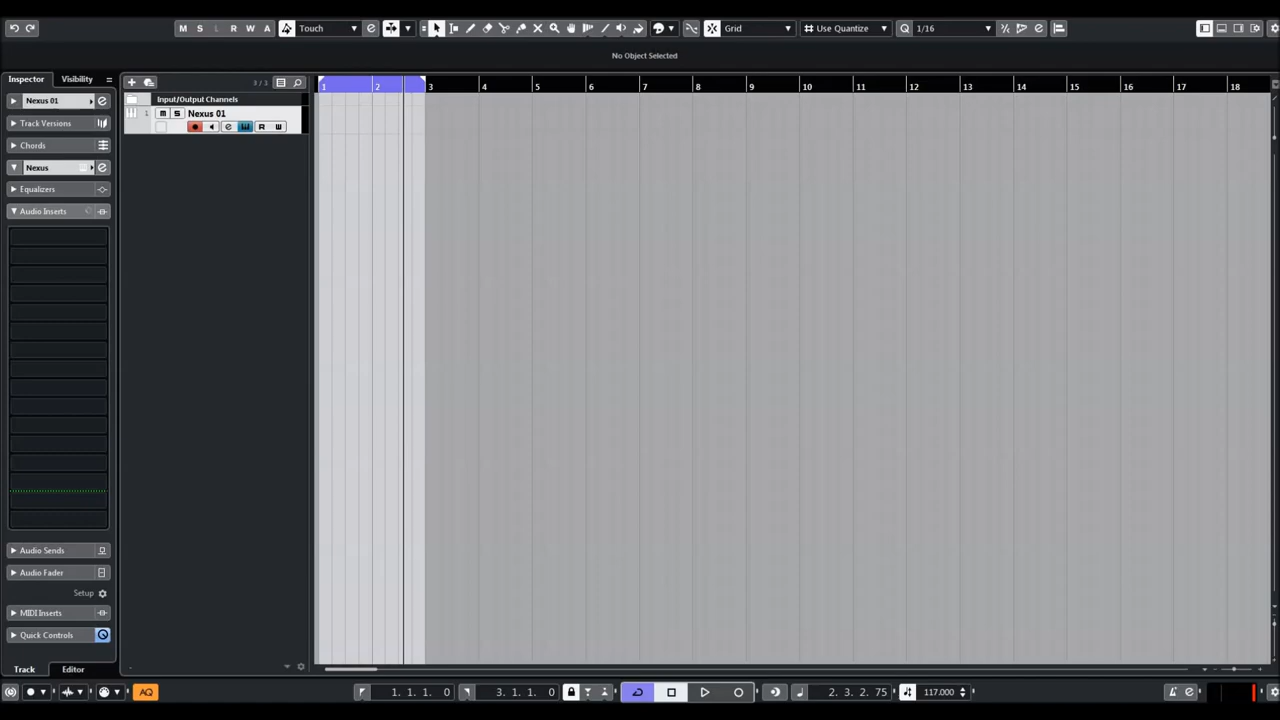 M S L R W A Touch Grid Use Quantize 1/16
No Object Selected
Inspector Visibility 3 / 3
1 2 3 4 5 6 7 8 9 10 11 12 13 14 15 16 17 18
Input/Output Channels
Nexus 01
1 M S Nexus 01
e R W
Track Versions
Chords
Nexus
Equalizers
Audio Inserts
Audio Sends
Audio Fader
Setup
MIDI Inserts
Quick Controls
Track Editor
AQ 1. 1. 1. 0 3. 1. 1. 0 2. 3. 2. 75 117.000